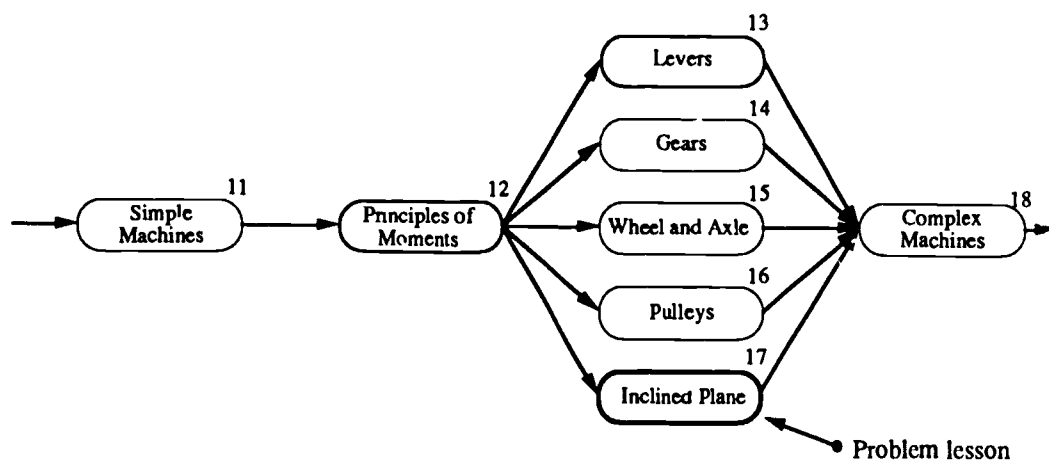 13
Levers
14
Gears
11
Simple
Machines
12
Principles of
Moments
15
Wheel and Axle
18
Complex
Machines
16
Pulleys
17
Inclined Plane
Problem lesson